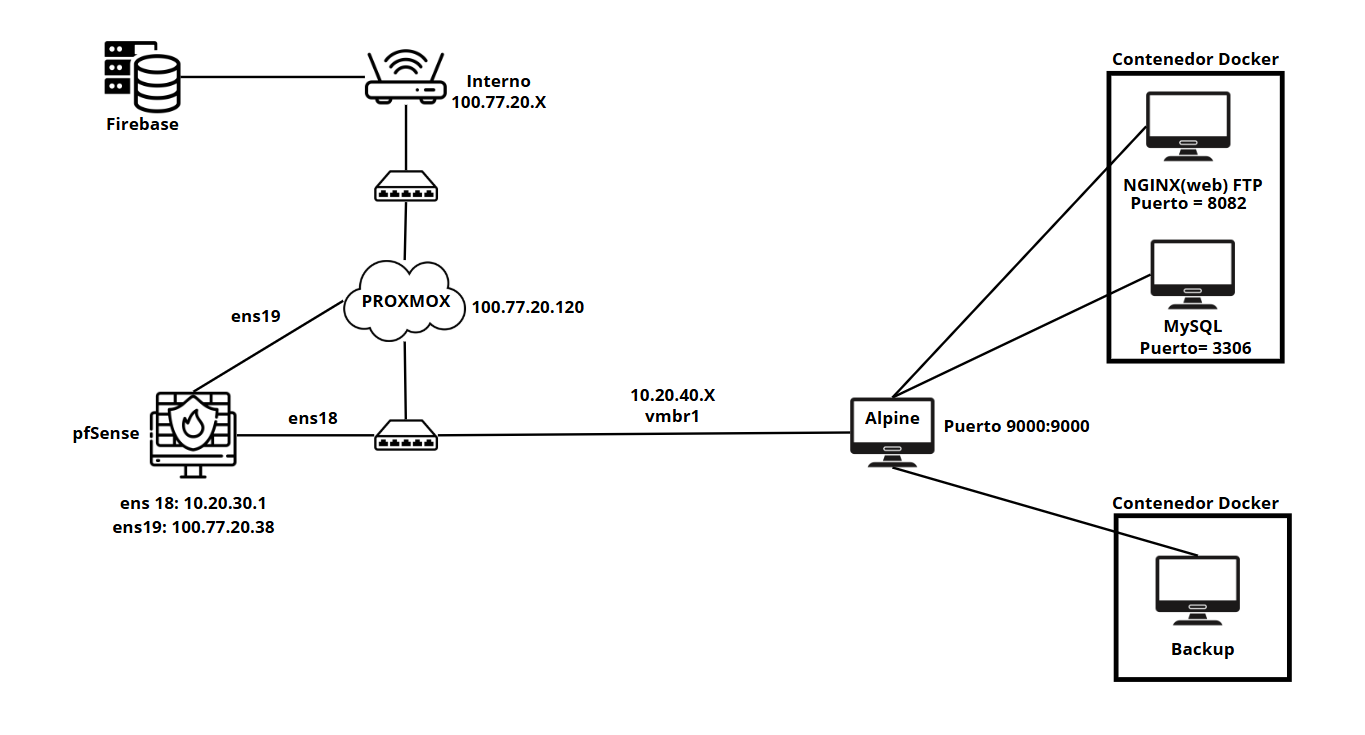 Firebase
Interno
100.77.20.X
PROXMOX
100.77.20.120
ens19
ens18
pfSense
ens 18: 10.20.30.1
ens19: 100.77.20.38
10.20.40.X
vmbr1
Alpine
Puerto 9000:9000
Contenedor Docker
NGINX(web) FTP
Puerto = 8082
MySQL
Puerto= 3306
Contenedor Docker
Backup